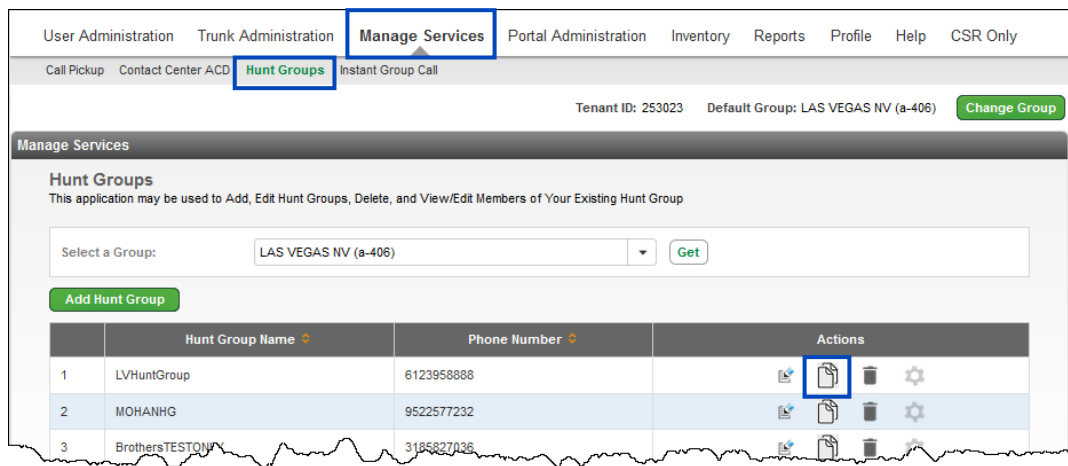 User Administration Trunk Administration Manage Services Portal Administration Inventory Reports Profile Help CSR Only
Call Pickup Contact Center ACD Hunt Groups Instant Group Call
Tenant ID: 253023 Default Group: LAS VEGAS NV (a-406) Change Group
Manage Services
Hunt Groups
This application may be used to Add, Edit Hunt Groups, Delete, and View/Edit Members of Your Existing Hunt Group
Select a Group: LAS VEGAS NV (a-406) Get
Add Hunt Group
Hunt Group Name Phone Number Actions
1 LVHuntGroup 6123958888
2 MOHANHG 9522577232
3 3185827036